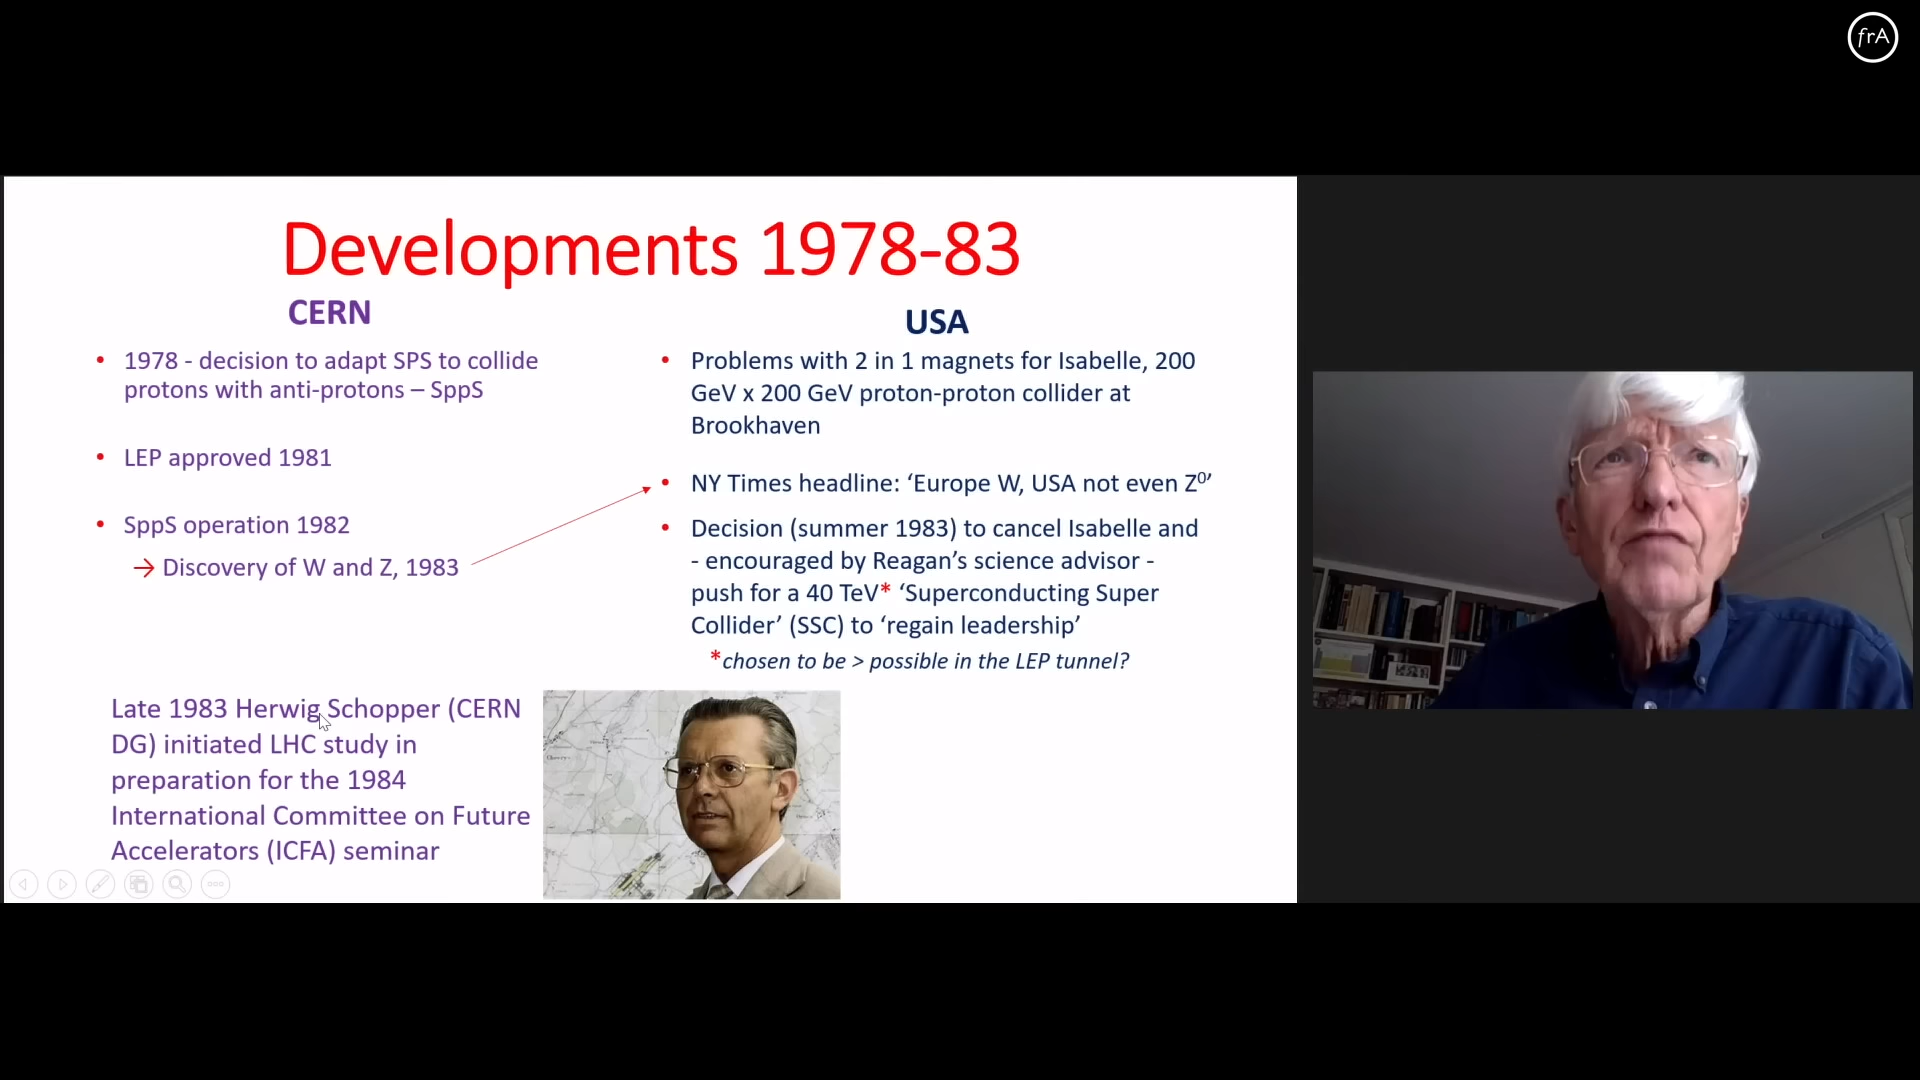 frA
Developments 1978-83
CERN
• 1978 - decision to adapt SPS to collide
protons with anti-protons – SppS
• LEP approved 1981
• SppS operation 1982
→ Discovery of W and Z, 1983
Late 1983 Herwig Schopper (CERN
DG) initiated LHC study in
preparation for the 1984
International Committee on Future
Accelerators (ICFA) seminar
USA
• Problems with 2 in 1 magnets for Isabelle, 200
GeV x 200 GeV proton-proton collider at
Brookhaven
• NY Times headline: ‘Europe W, USA not even Z⁰’
• Decision (summer 1983) to cancel Isabelle and
- encouraged by Reagan’s science advisor -
push for a 40 TeV* ‘Superconducting Super
Collider’ (SSC) to ‘regain leadership’
*chosen to be > possible in the LEP tunnel?